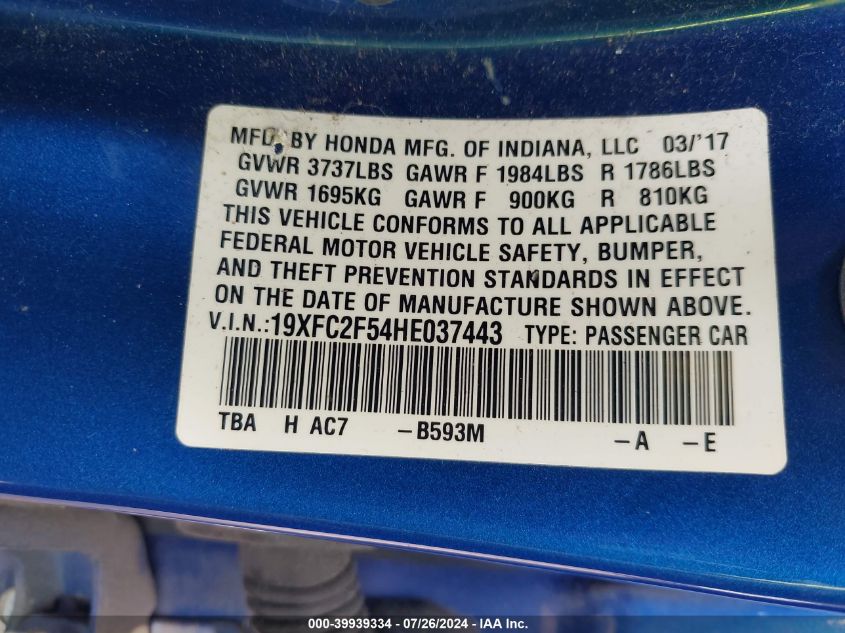 MFD. BY HONDA MFG. OF INDIANA, LLC 03/'17
GVWR 3737LBS GAWR F 1984LBS R 1786LBS
GVWR 1695KG GAWR F 900KG R 810KG
THIS VEHICLE CONFORMS TO ALL APPLICABLE
FEDERAL MOTOR VEHICLE SAFETY, BUMPER,
AND THEFT PREVENTION STANDARDS IN EFFECT
ON THE DATE OF MANUFACTURE SHOWN ABOVE.
V.I.N.:19XFC2F54HE037443 TYPE: PASSENGER CAR
TBA H AC7 –B593M –A –E
000-39939334 / 07/26/2024 - IAA Inc.